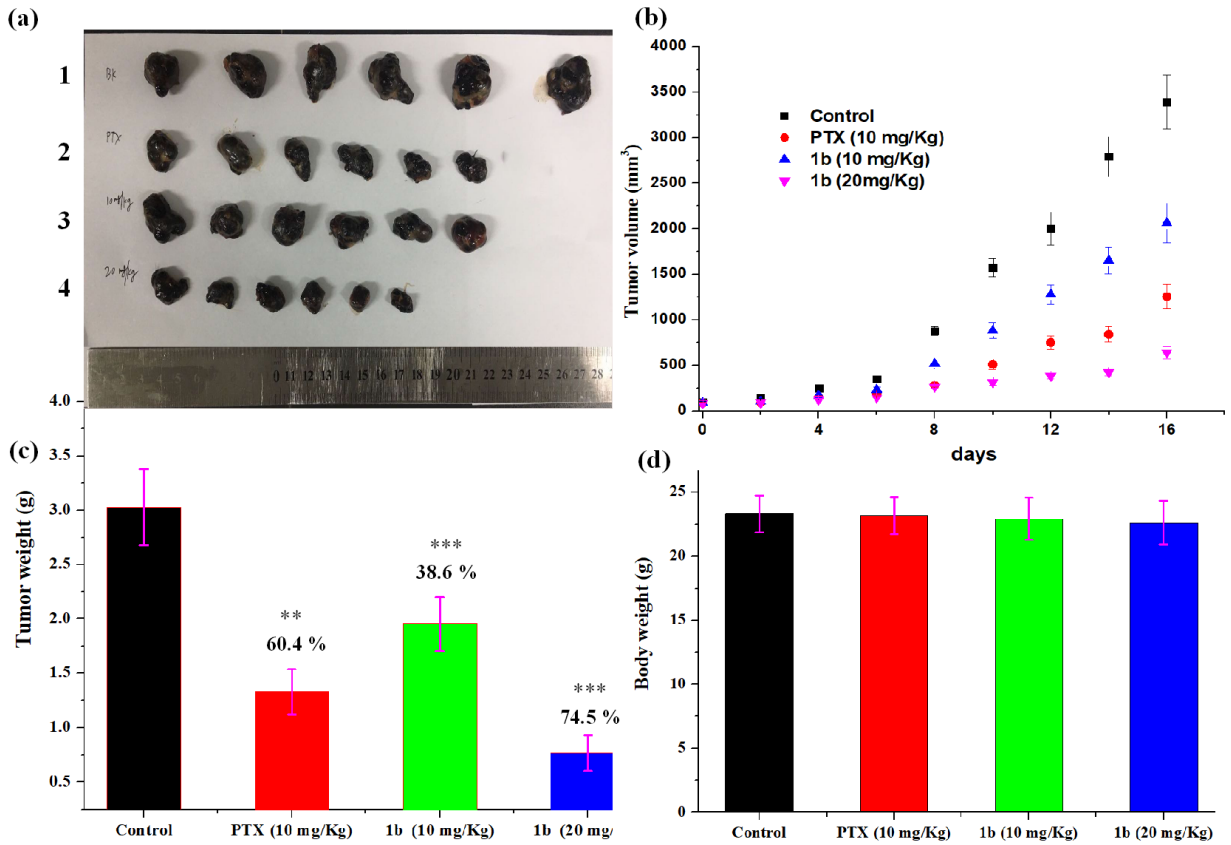 (a)
1
BK
2
PTX
3
10mg/kg
4
20 mg/kg
0 11 12 13 14 15 16 17 18 19 20 21 22 23 24 25 26 27 28
(b)
4000
3500
3000
2500
2000
1500
1000
500
0
Tumor volume (mm³)
Control
PTX (10 mg/Kg)
1b (10 mg/Kg)
1b (20mg/Kg)
0 4 8 12 16
days
(c)
4.0
3.5
3.0
2.5
2.0
1.5
1.0
0.5
Tumor weight (g)
**
60.4 %
***
38.6 %
***
74.5 %
Control PTX (10 mg/Kg) 1b (10 mg/Kg) 1b (20 mg/
(d)
25
20
15
10
5
0
Body weight (g)
Control PTX (10 mg/Kg) 1b (10 mg/Kg) 1b (20 mg/Kg)